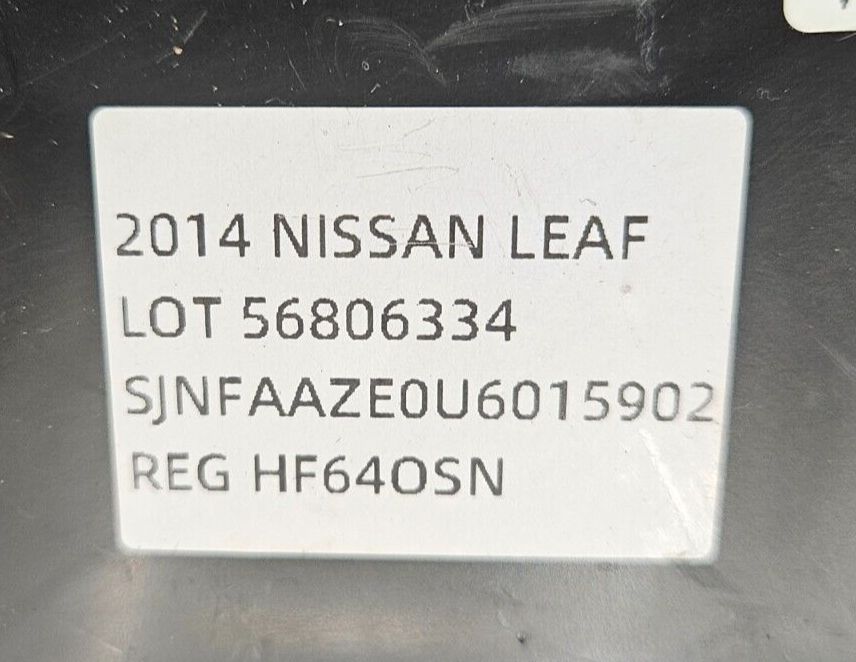 2014 NISSAN LEAF
LOT 56806334
SJNFAAZE0U6015902
REG HF64OSN